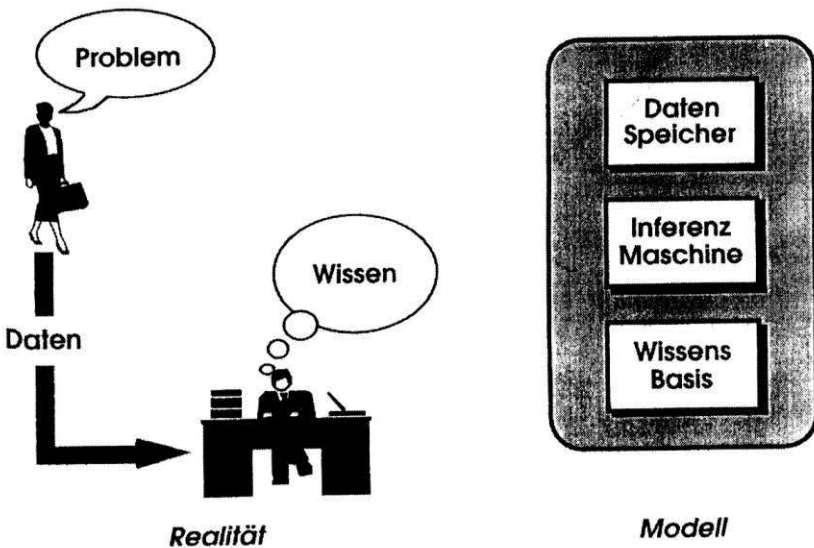 Problem
Daten
Wissen
Realität
Daten
Speicher
Inferenz
Maschine
Wissens
Basis
Modell